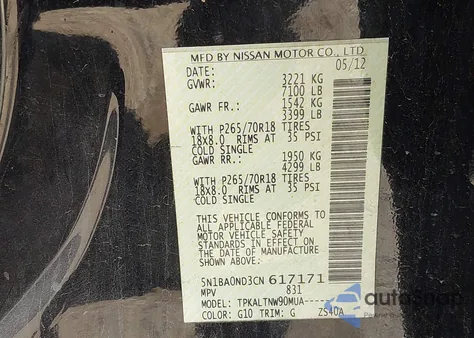 MFD BY NISSAN MOTOR CO., LTD.
DATE: 05/12
GVWR: 3221 KG
7100 LB
GAWR FR.: 1542 KG
3399 LB
WITH P265/70R18 TIRES
18X8.0 RIMS AT 35 PSI
COLD SINGLE
GAWR RR.: 1950 KG
4299 LB
WITH P265/70R18 TIRES
18X8.0 RIMS AT 35 PSI
COLD SINGLE
THIS VEHICLE CONFORMS TO
ALL APPLICABLE FEDERAL
MOTOR VEHICLE SAFETY
STANDARDS IN EFFECT ON
THE DATE OF MANUFACTURE
SHOWN ABOVE.
5N1BA0ND3CN 617171
MPV 831
MODEL: TPKALTNW90MUA-----
COLOR: G10 TRIM: G ZS40A
autoSnap